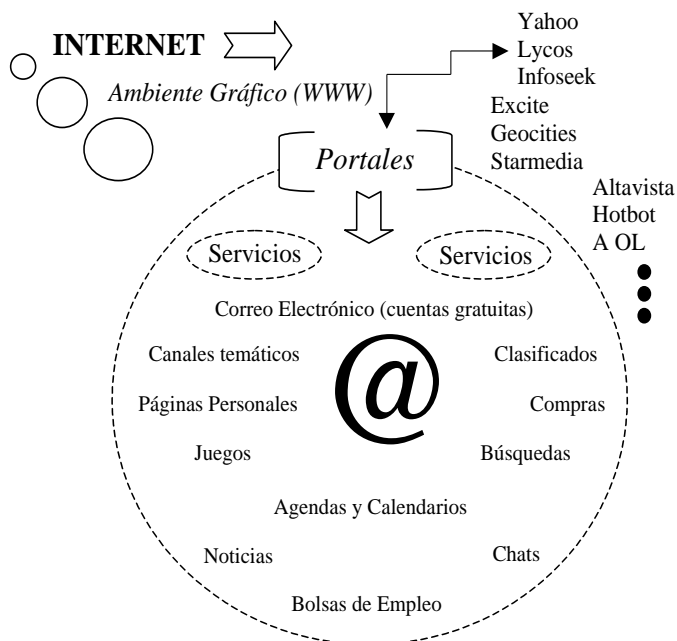 INTERNET
Ambiente Gráfico (WWW)
Yahoo
Lycos
Infoseek
Excite
Geocities
Starmedia
Altavista
Hotbot
A OL
Portales
Servicios
Servicios
Correo Electrónico (cuentas gratuitas)
Canales temáticos
Clasificados
@
Páginas Personales
Compras
Juegos
Búsquedas
Agendas y Calendarios
Noticias
Chats
Bolsas de Empleo